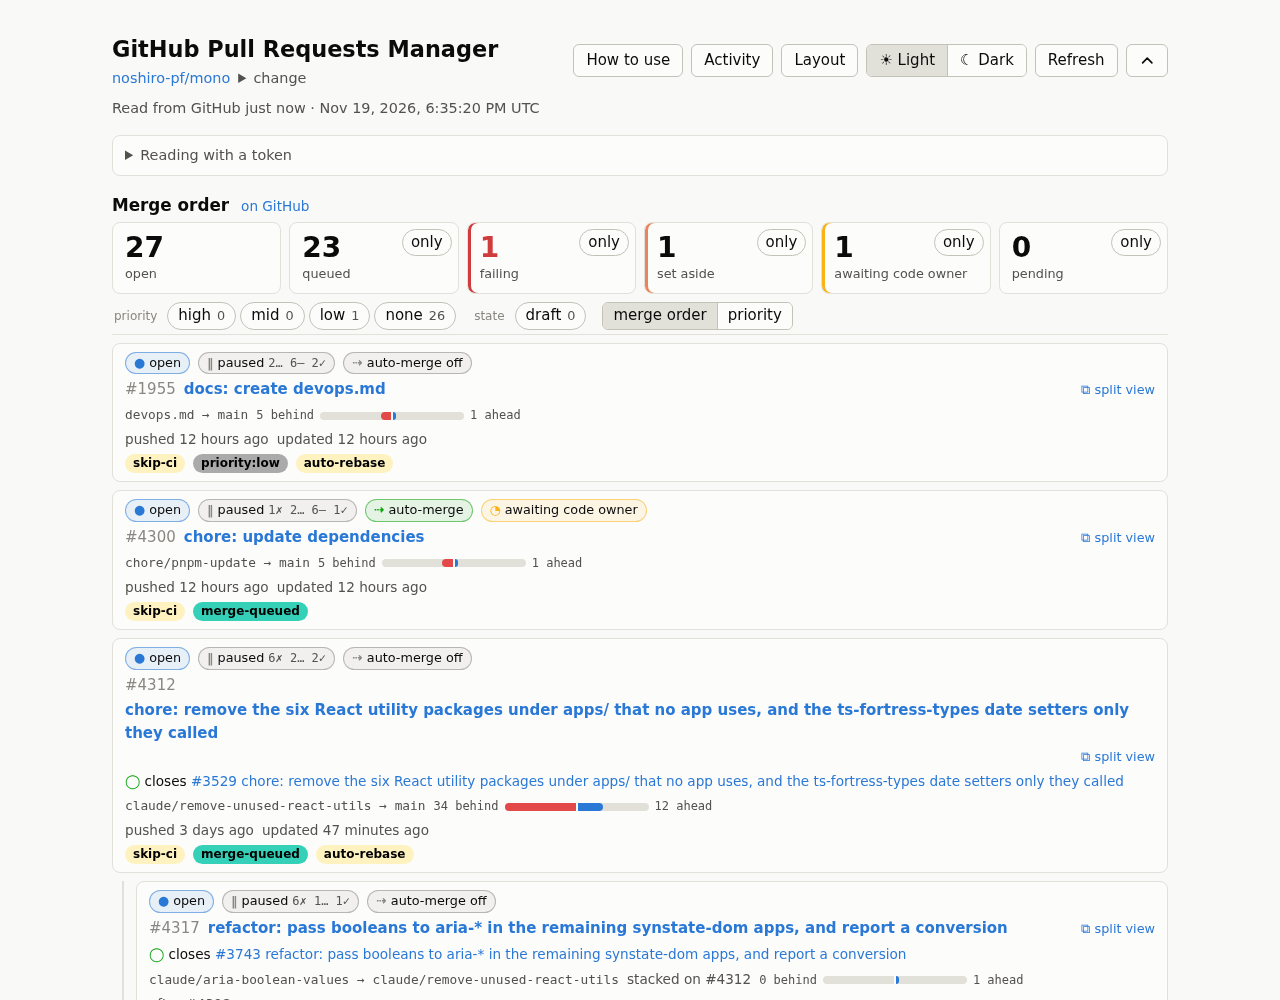 GitHub Pull Requests Manager
noshiro-pf/mono ▶ change
How to use Activity Layout ☀ Light ☾ Dark Refresh
Read from GitHub just now · Nov 19, 2026, 6:35:20 PM UTC
▶ Reading with a token
Merge order on GitHub
27 open
23 queued only
1 failing only
1 set aside only
1 awaiting code owner only
0 pending only
priority high 0 mid 0 low 1 none 26 state draft 0 merge order priority
● open ‖ paused 2… 6– 2✓ ⇢ auto-merge off
#1955 docs: create devops.md ⧉ split view
devops.md → main 5 behind 1 ahead
pushed 12 hours ago updated 12 hours ago
skip-ci priority:low auto-rebase
● open ‖ paused 1✗ 2… 6– 1✓ ⇢ auto-merge ◔ awaiting code owner
#4300 chore: update dependencies ⧉ split view
chore/pnpm-update → main 5 behind 1 ahead
pushed 12 hours ago updated 12 hours ago
skip-ci merge-queued
● open ‖ paused 6✗ 2… 2✓ ⇢ auto-merge off
#4312
chore: remove the six React utility packages under apps/ that no app uses, and the ts-fortress-types date setters only
they called
⧉ split view
◯ closes #3529 chore: remove the six React utility packages under apps/ that no app uses, and the ts-fortress-types date setters only they called
claude/remove-unused-react-utils → main 34 behind 12 ahead
pushed 3 days ago updated 47 minutes ago
skip-ci merge-queued auto-rebase
● open ‖ paused 6✗ 1… 1✓ ⇢ auto-merge off
#4317 refactor: pass booleans to aria-* in the remaining synstate-dom apps, and report a conversion ⧉ split view
◯ closes #3743 refactor: pass booleans to aria-* in the remaining synstate-dom apps, and report a conversion
claude/aria-boolean-values → claude/remove-unused-react-utils stacked on #4312 0 behind 1 ahead